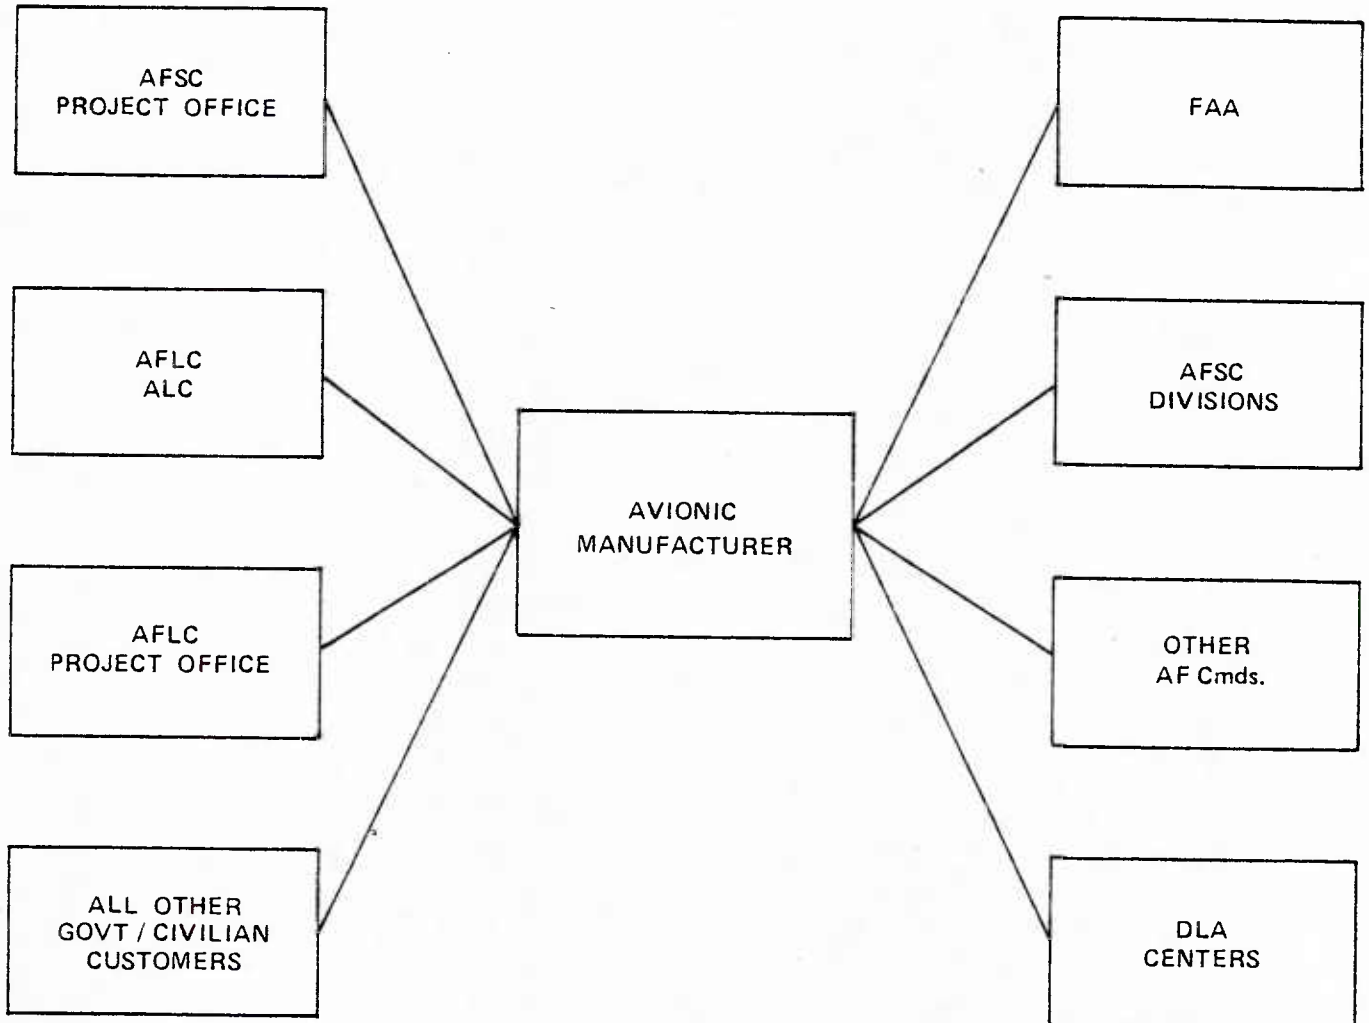 AFSC
PROJECT OFFICE
FAA
AFLC
ALC
AFSC
DIVISIONS
AVIONIC
MANUFACTURER
AFLC
PROJECT OFFICE
OTHER
AF Cmds.
ALL OTHER
GOVT / CIVILIAN
CUSTOMERS
DLA
CENTERS